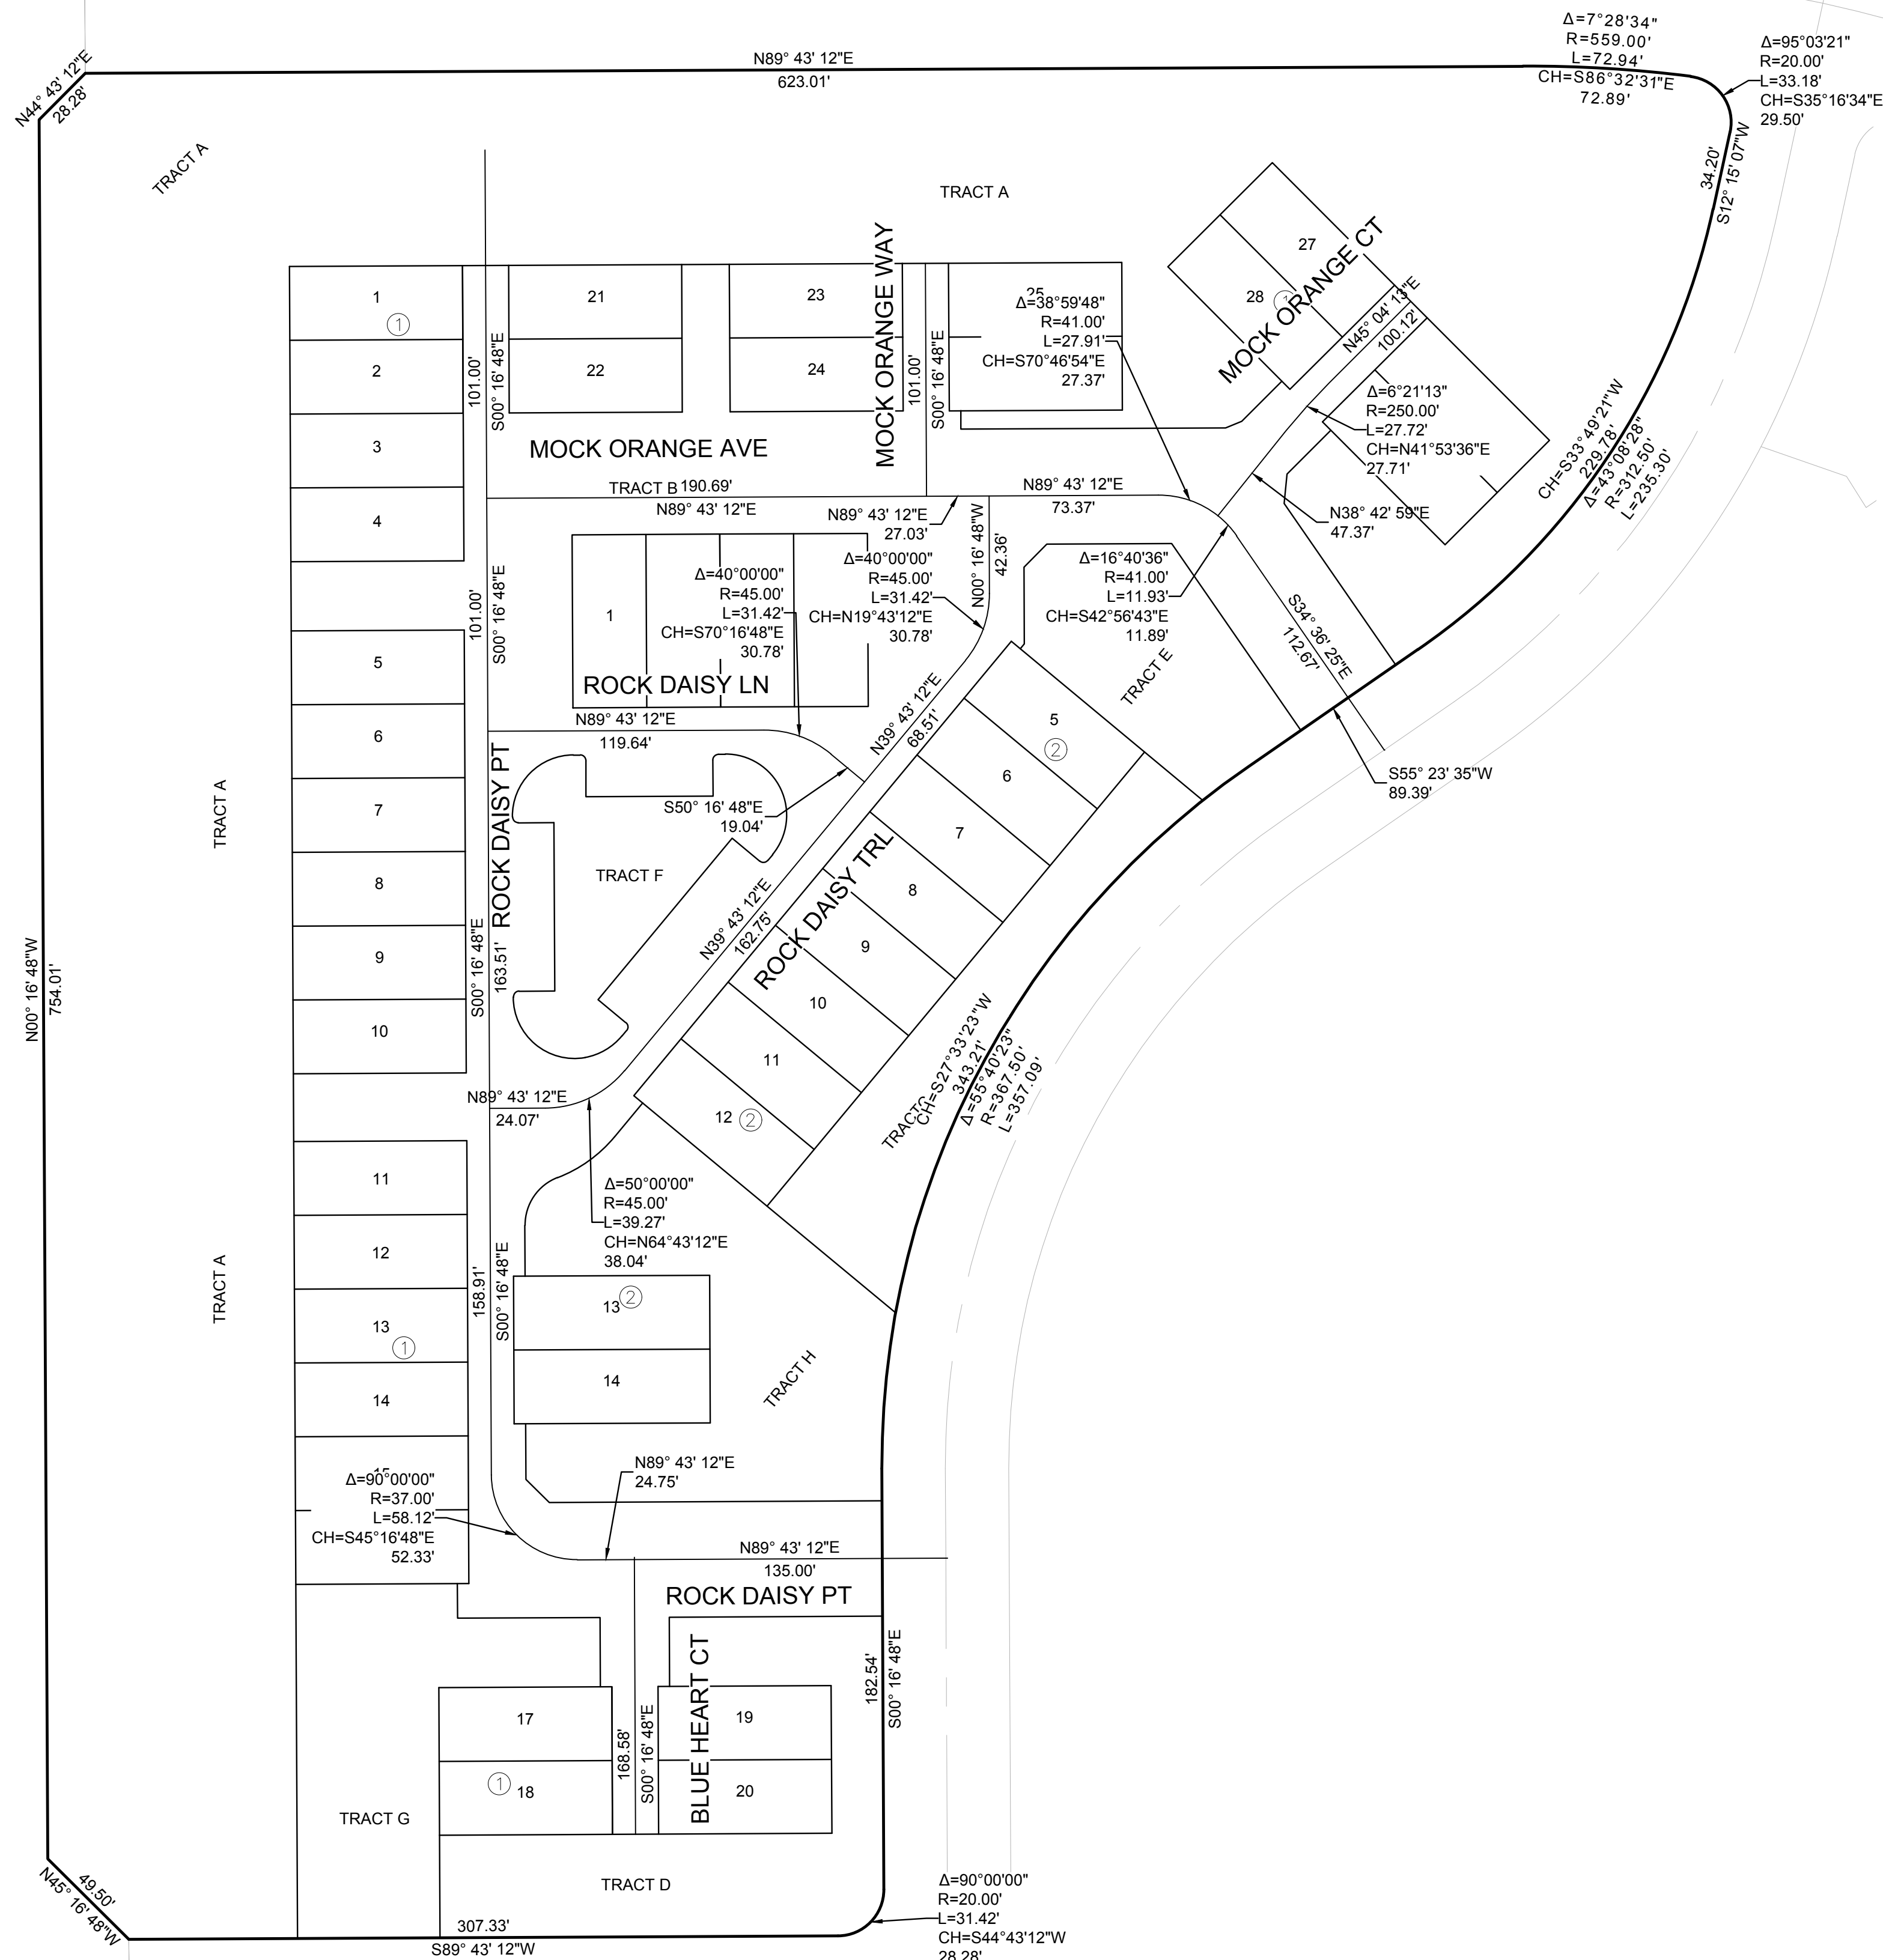 N89° 43' 12"E
623.01'
Δ=7°28'34"
R=559.00'
L=72.94'
CH=S86°32'31"E
72.89'
Δ=95°03'21"
R=20.00'
L=33.18'
CH=S35°16'34"E
29.50'
N44° 43' 12"E
28.28'
34.20'
S12° 15' 07"W
TRACT A
TRACT A
MOCK ORANGE WAY
MOCK ORANGE CT
27
28
N45° 04' 13"E
100.12'
1
①
2
3
4
101.00'
S00° 16' 48"E
21
22
23
24
101.00'
S00° 16' 48"E
25
Δ=38°59'48"
R=41.00'
L=27.91'
CH=S70°46'54"E
27.37'
Δ=6°21'13"
R=250.00'
L=27.72'
CH=N41°53'36"E
27.71'
CH=S33°49'21"W
229.78'
Δ=43°08'28"
R=312.50'
L=235.30'
MOCK ORANGE AVE
TRACT B
190.69'
N89° 43' 12"E
N89° 43' 12"E
27.03'
N89° 43' 12"E
73.37'
N38° 42' 59"E
47.37'
101.00'
S00° 16' 48"E
1
Δ=40°00'00"
R=45.00'
L=31.42'
CH=S70°16'48"E
30.78'
Δ=40°00'00"
R=45.00'
L=31.42'
CH=N19°43'12"E
30.78'
N00° 16' 48"W
42.36'
Δ=16°40'36"
R=41.00'
L=11.93'
CH=S42°56'43"E
11.89'
S34° 36' 25"E
112.67'
TRACT E
ROCK DAISY LN
N89° 43' 12"E
119.64'
N39° 43' 12"E
68.51'
S50° 16' 48"E
19.04'
S55° 23' 35"W
89.39'
5
6
7
8
9
10
TRACT A
ROCK DAISY PT
S00° 16' 48"E
163.51'
TRACT F
N39° 43' 12"E
162.75'
ROCK DAISY TRL
5
②
6
7
8
9
10
11
12
②
N00° 16' 48"W
754.01'
CH=S27°33'23"W
343.21'
Δ=55°40'23"
R=367.50'
L=357.09'
TRACT
N89° 43' 12"E
24.07'
Δ=50°00'00"
R=45.00'
L=39.27'
CH=N64°43'12"E
38.04'
11
12
13
①
14
TRACT A
158.91'
S00° 16' 48"E
13
②
14
TRACT H
Δ=90°00'00"
R=37.00'
L=58.12'
CH=S45°16'48"E
52.33'
N89° 43' 12"E
24.75'
N89° 43' 12"E
135.00'
ROCK DAISY PT
BLUE HEART CT
182.54'
S00° 16' 48"E
17
①
18
168.58'
S00° 16' 48"E
19
20
TRACT G
TRACT D
49.50'
N45° 16' 48"W
307.33'
S89° 43' 12"W
Δ=90°00'00"
R=20.00'
L=31.42'
CH=S44°43'12"W
28.28'